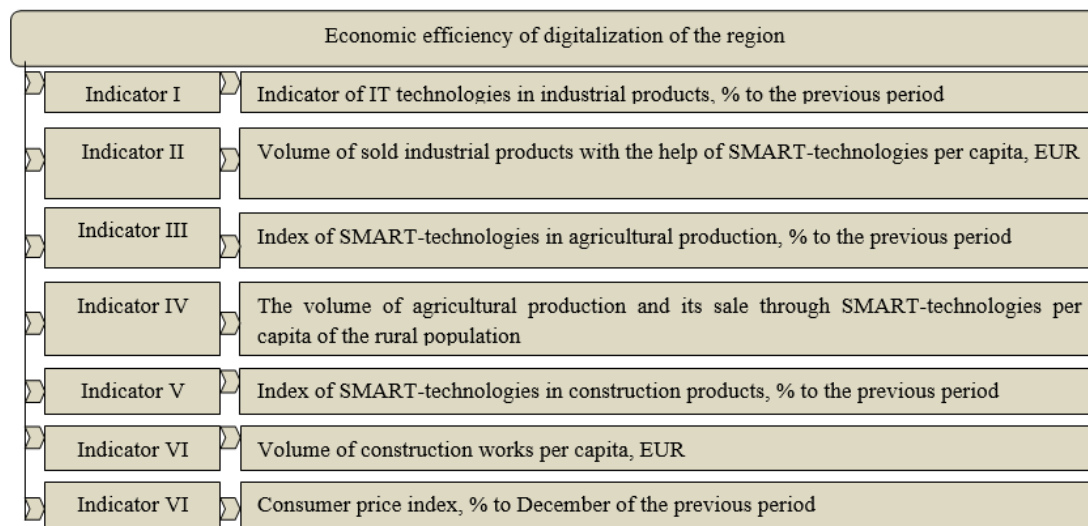 Economic efficiency of digitalization of the region
Indicator I
Indicator of IT technologies in industrial products, % to the previous period
Indicator II
Volume of sold industrial products with the help of SMART-technologies per capita, EUR
Indicator III
Index of SMART-technologies in agricultural production, % to the previous period
Indicator IV
The volume of agricultural production and its sale through SMART-technologies per
capita of the rural population
Indicator V
Index of SMART-technologies in construction products, % to the previous period
Indicator VI
Volume of construction works per capita, EUR
Indicator VI
Consumer price index, % to December of the previous period